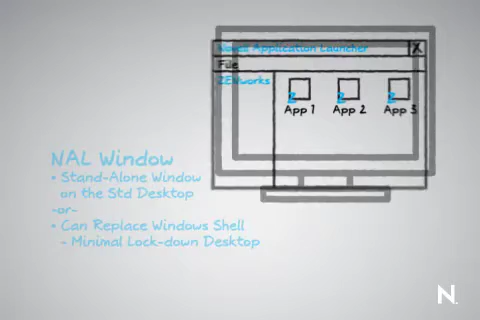 Novell Application Launcher X
File
ZENworks
Z Z Z
App 1 App 2 App 3
NAL Window
• Stand-Alone Window
on the Std Desktop
-or-
• Can Replace Windows Shell
- Minimal Lock-down Desktop
N.